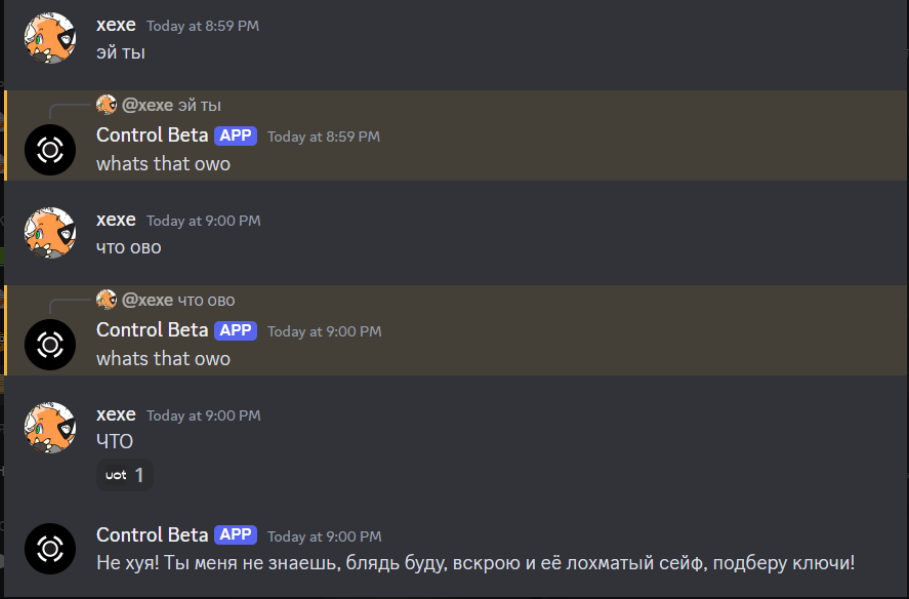 xexe Today at 8:59 PM
эй ты
@xexe эй ты
Control Beta APP Today at 8:59 PM
whats that owo
xexe Today at 9:00 PM
что ово
@xexe что ово
Control Beta APP Today at 9:00 PM
whats that owo
xexe Today at 9:00 PM
ЧТО
uot 1
Control Beta APP Today at 9:00 PM
Не хуя! Ты меня не знаешь, блядь буду, вскрою и её лохматый сейф, подберу ключи!